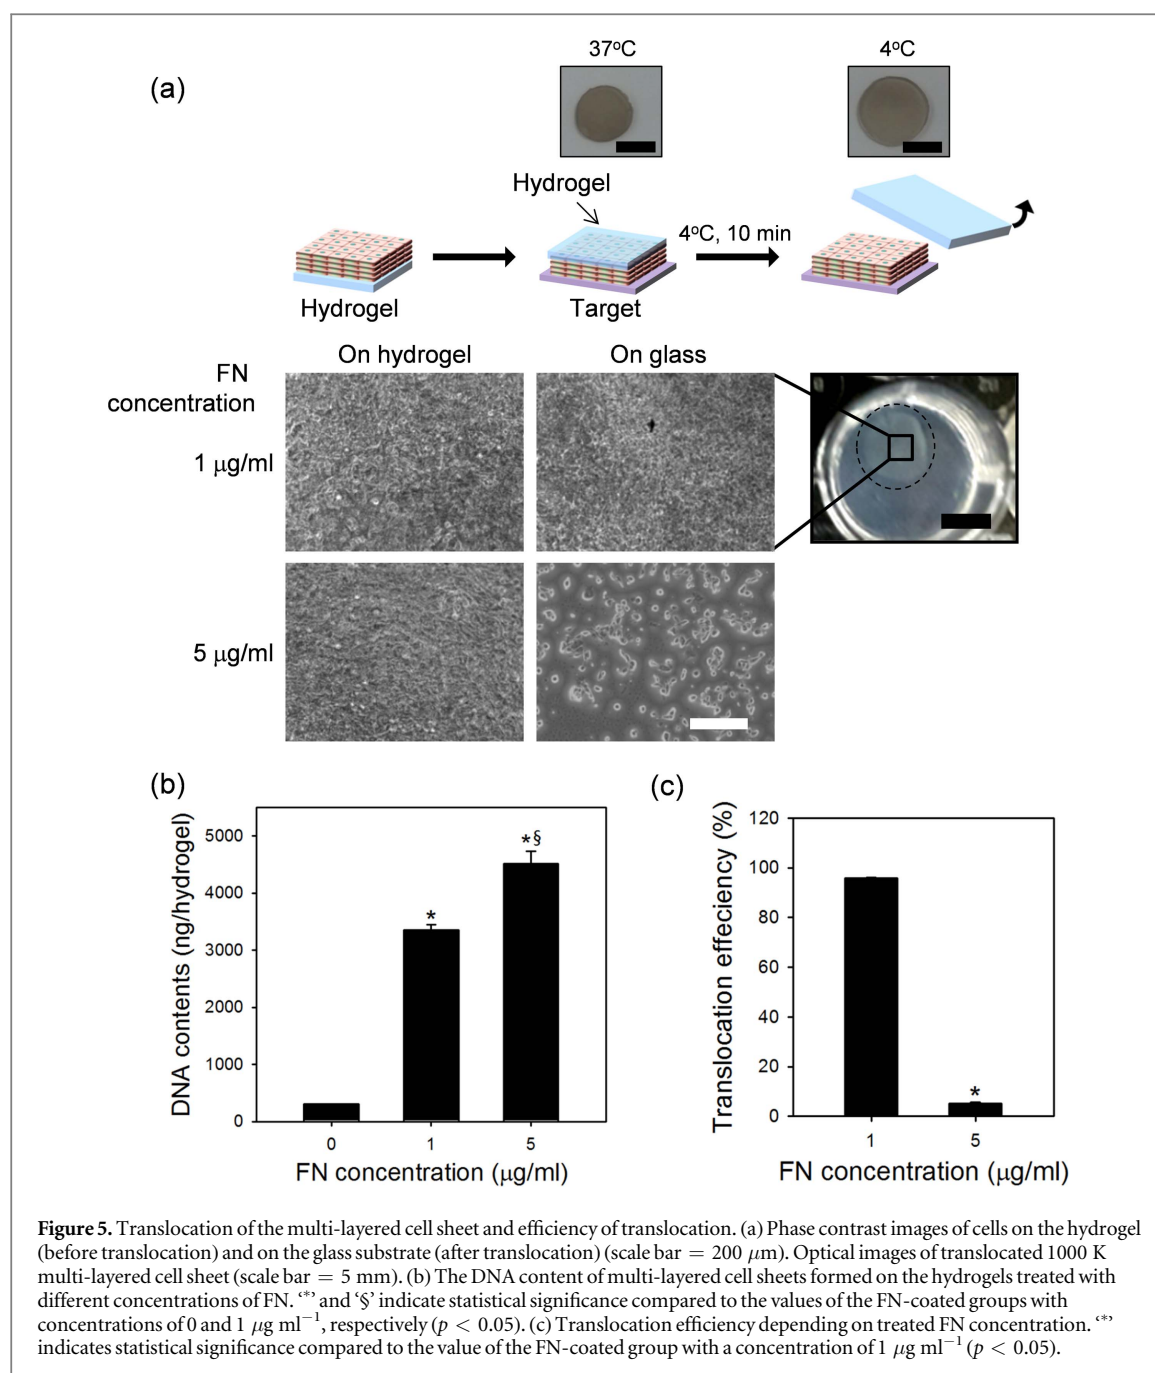 (a)
37°C
4°C
Hydrogel
4°C, 10 min
Hydrogel
Target
On hydrogel
On glass
FN
concentration
1 μg/ml
5 μg/ml
(b)
DNA contents (ng/hydrogel)
5000
4000
3000
2000
1000
0
*
*§
0
1
5
FN concentration (μg/ml)
(c)
Translocation effeciency (%)
120
100
80
60
40
20
0
*
1
5
FN concentration (μg/ml)
Figure 5. Translocation of the multi-layered cell sheet and efficiency of translocation. (a) Phase contrast images of cells on the hydrogel
(before translocation) and on the glass substrate (after translocation) (scale bar = 200 μm). Optical images of translocated 1000 K
multi-layered cell sheet (scale bar = 5 mm). (b) The DNA content of multi-layered cell sheets formed on the hydrogels treated with
different concentrations of FN. ‘*’ and ‘§’ indicate statistical significance compared to the values of the FN-coated groups with
concentrations of 0 and 1 μg ml⁻¹, respectively (p < 0.05). (c) Translocation efficiency depending on treated FN concentration. ‘*’
indicates statistical significance compared to the value of the FN-coated group with a concentration of 1 μg ml⁻¹ (p < 0.05).